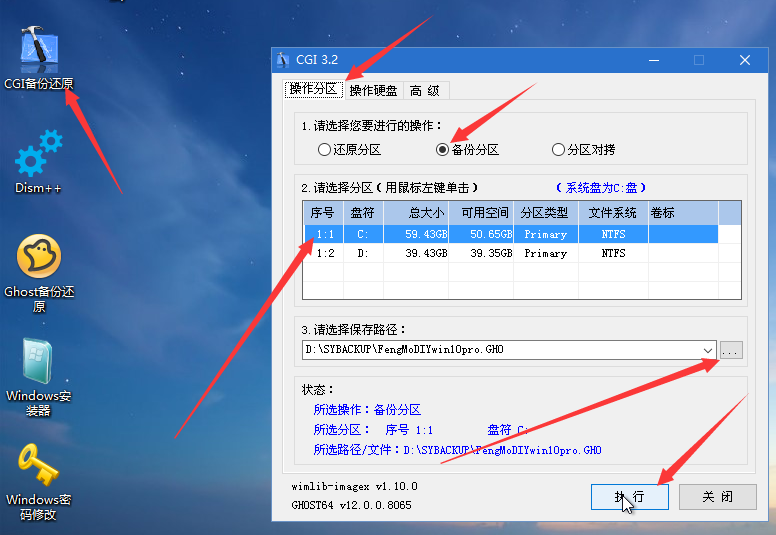 CGI备份还原
Dism++
Ghost备份还
原
Windows安
装器
Windows密
码修改
CGI 3.2
操作分区 操作硬盘 高 级
1.请选择您要进行的操作：
还原分区 备份分区 分区对拷
2.请选择分区（用鼠标左键单击） （系统盘为C:盘）
序号 盘符 总大小 可用空间 分区类型 文件系统 卷标
1:1 C: 59.43GB 50.65GB Primary NTFS
1:2 D: 39.43GB 39.35GB Primary NTFS
3.请选择保存路径：
D:\SYBACKUP\FengMoDIYwin10pro.GHO ...
状态：
所选操作：备份分区
所选分区： 序号 1:1 盘符 C:
所选路径/文件：D:\SYBACKUP\FengMoDIYwin10pro.GHO
wimlib-imagex v1.10.0
GHOST64 v12.0.0.8065
执 行 关 闭